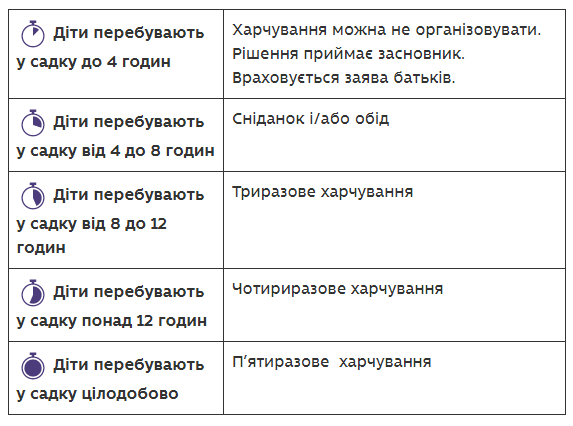 Діти перебувають
у садку до 4 годин
Харчування можна не організовувати.
Рішення приймає засновник.
Враховується заява батьків.
Діти перебувають
у садку від 4 до 8 годин
Сніданок і/або обід
Діти перебувають
у садку від 8 до 12
годин
Триразове харчування
Діти перебувають
у садку понад 12 годин
Чотириразове харчування
Діти перебувають
у садку цілодобово
П’ятиразове  харчування